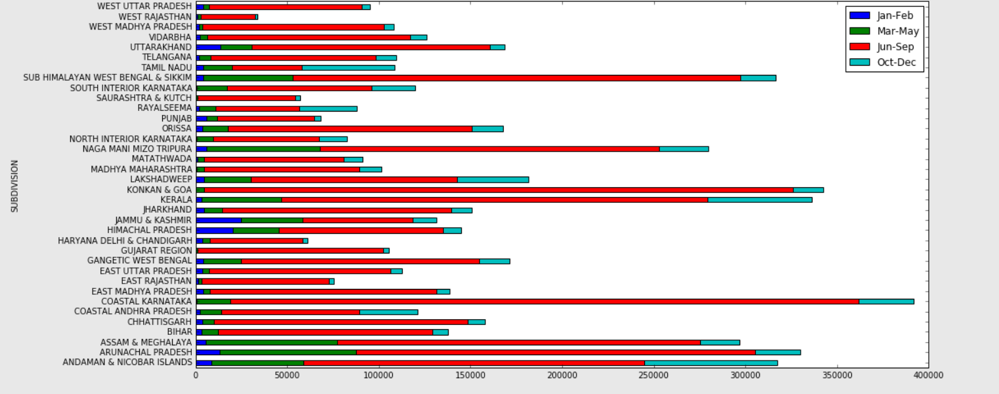 WEST UTTAR PRADESH
WEST RAJASTHAN
WEST MADHYA PRADESH
VIDARBHA
UTTARAKHAND
TELANGANA
TAMIL NADU
SUB HIMALAYAN WEST BENGAL & SIKKIM
SOUTH INTERIOR KARNATAKA
SAURASHTRA & KUTCH
RAYALSEEMA
PUNJAB
ORISSA
NORTH INTERIOR KARNATAKA
NAGA MANI MIZO TRIPURA
MATATHWADA
MADHYA MAHARASHTRA
LAKSHADWEEP
KONKAN & GOA
KERALA
JHARKHAND
JAMMU & KASHMIR
HIMACHAL PRADESH
HARYANA DELHI & CHANDIGARH
GUJARAT REGION
GANGETIC WEST BENGAL
EAST UTTAR PRADESH
EAST RAJASTHAN
EAST MADHYA PRADESH
COASTAL KARNATAKA
COASTAL ANDHRA PRADESH
CHHATTISGARH
BIHAR
ASSAM & MEGHALAYA
ARUNACHAL PRADESH
ANDAMAN & NICOBAR ISLANDS
SUBDIVISION
0 50000 100000 150000 200000 250000 300000 350000 400000
Jan-Feb
Mar-May
Jun-Sep
Oct-Dec